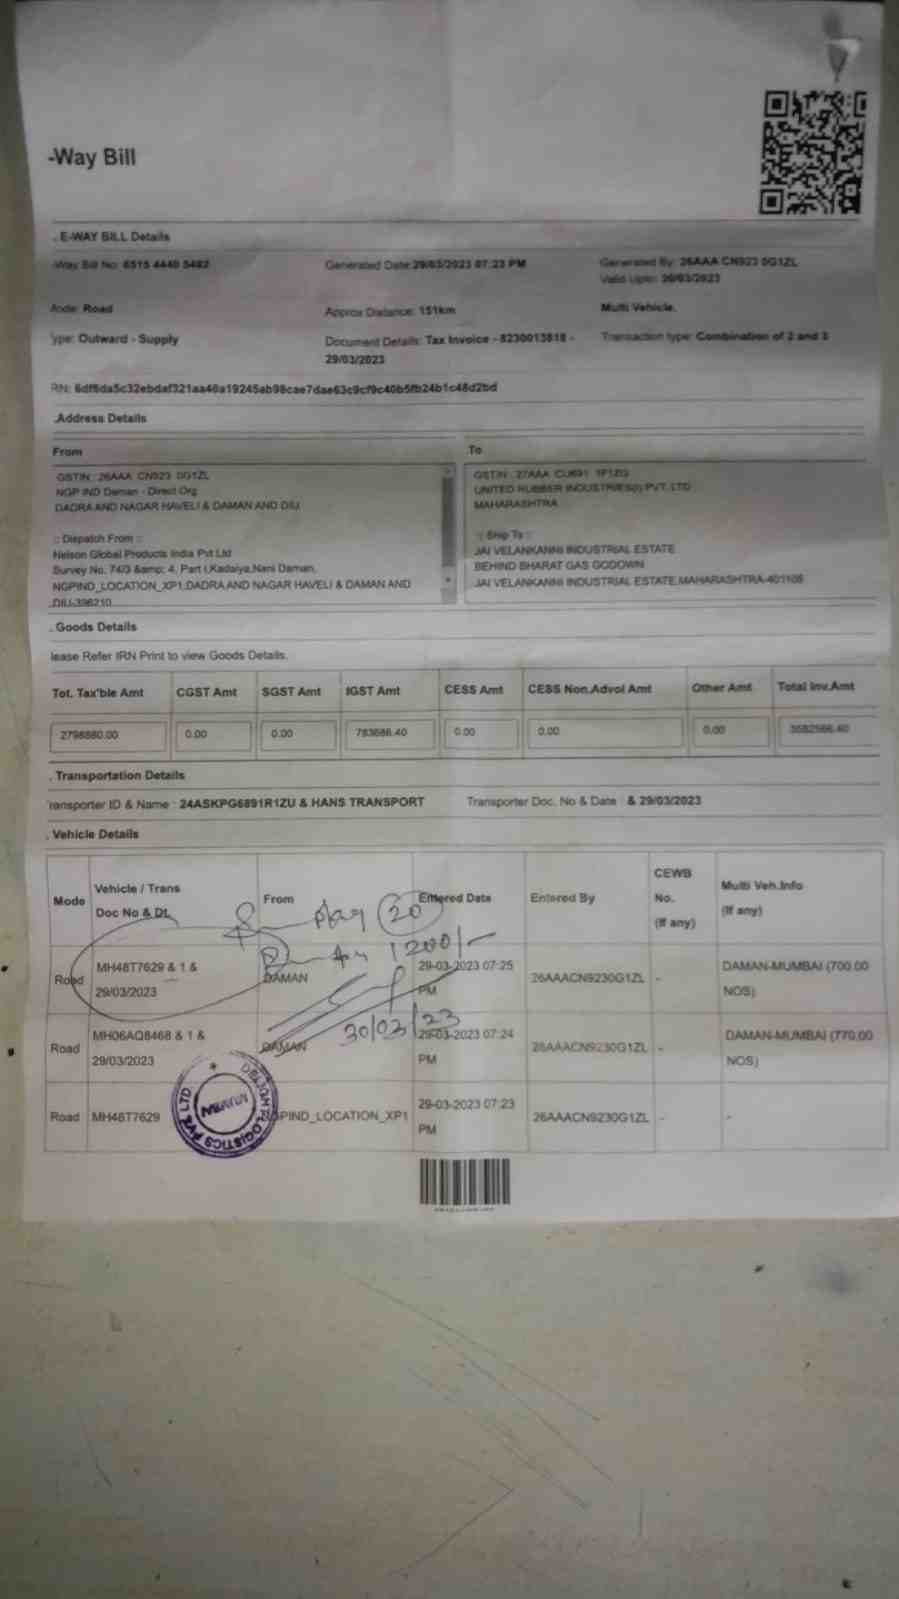 -Way Bill
. E-WAY BILL Details
-Way Bill No: 6515 4440 5482
Generated Date:29/03/2023 07:23 PM
Generated By: 26AAA CN923 0G1ZL
Valid Upto: 30/03/2023
Road
Approx Distance: 151km
Multi Vehicle.
ype: Outward - Supply
Document Details: Tax Invoice - 8230013818 - 29/03/2023
Transaction type: Combination of 2 and 3
RN:
.Address Details
From
To
GSTIN : 26AAA CN923 0G1ZL
NGP IND Daman - Direct Org
DADRA AND NAGAR HAVELI & DAMAN AND DIU
:: Dispatch From ::
Nelson Global Products India Pvt Ltd
Survey No. 74/3 &amp; 4, Part I,Kadaiya,Nani Daman,
NGPIND_LOCATION_XP1,DADRA AND NAGAR HAVELI & DAMAN AND
DIU-396210
GSTIN : 27AAA
UNITED RUBBER INDUSTRIES(I) PVT. LTD
MAHARASHTRA
:: Ship To ::
JAI VELANKANNI INDUSTRIAL ESTATE
BEHIND BHARAT GAS GODOWN
JAI VELANKANNI INDUSTRIAL ESTATE,MAHARASHTRA-401105
. Goods Details
lease Refer IRN Print to view Goods Details.
Tot. Tax'ble Amt CGST Amt SGST Amt IGST Amt CESS Amt CESS Non.Advol Amt Other Amt Total Inv.Amt
2798880.00 0.00 0.00 783686.40 0.00 0.00 0.00 3582566.40
. Transportation Details
ransporter ID & Name : 24ASKPG6891R1ZU & HANS TRANSPORT
Transporter Doc. No & Date : & 29/03/2023
. Vehicle Details
Mode Vehicle / Trans Doc No & Dt. From Entered Date Entered By CEWB No. (If any) Multi Veh.Info (If any)
20
1200/-
Road MH48T7629 & 1 & 29/03/2023 DAMAN 29-03-2023 07:25 PM 26AAACN9230G1ZL - DAMAN-MUMBAI (700.00 NOS)
30/03/23
Road MH06AQ8468 & 1 & 29/03/2023 DAMAN 29-03-2023 07:24 PM 26AAACN9230G1ZL - DAMAN-MUMBAI (770.00 NOS)
Road MH48T7629 NGPIND_LOCATION_XP1 29-03-2023 07:23 PM 26AAACN9230G1ZL - -
LOGISTICS PVT. LTD
MUMBAI